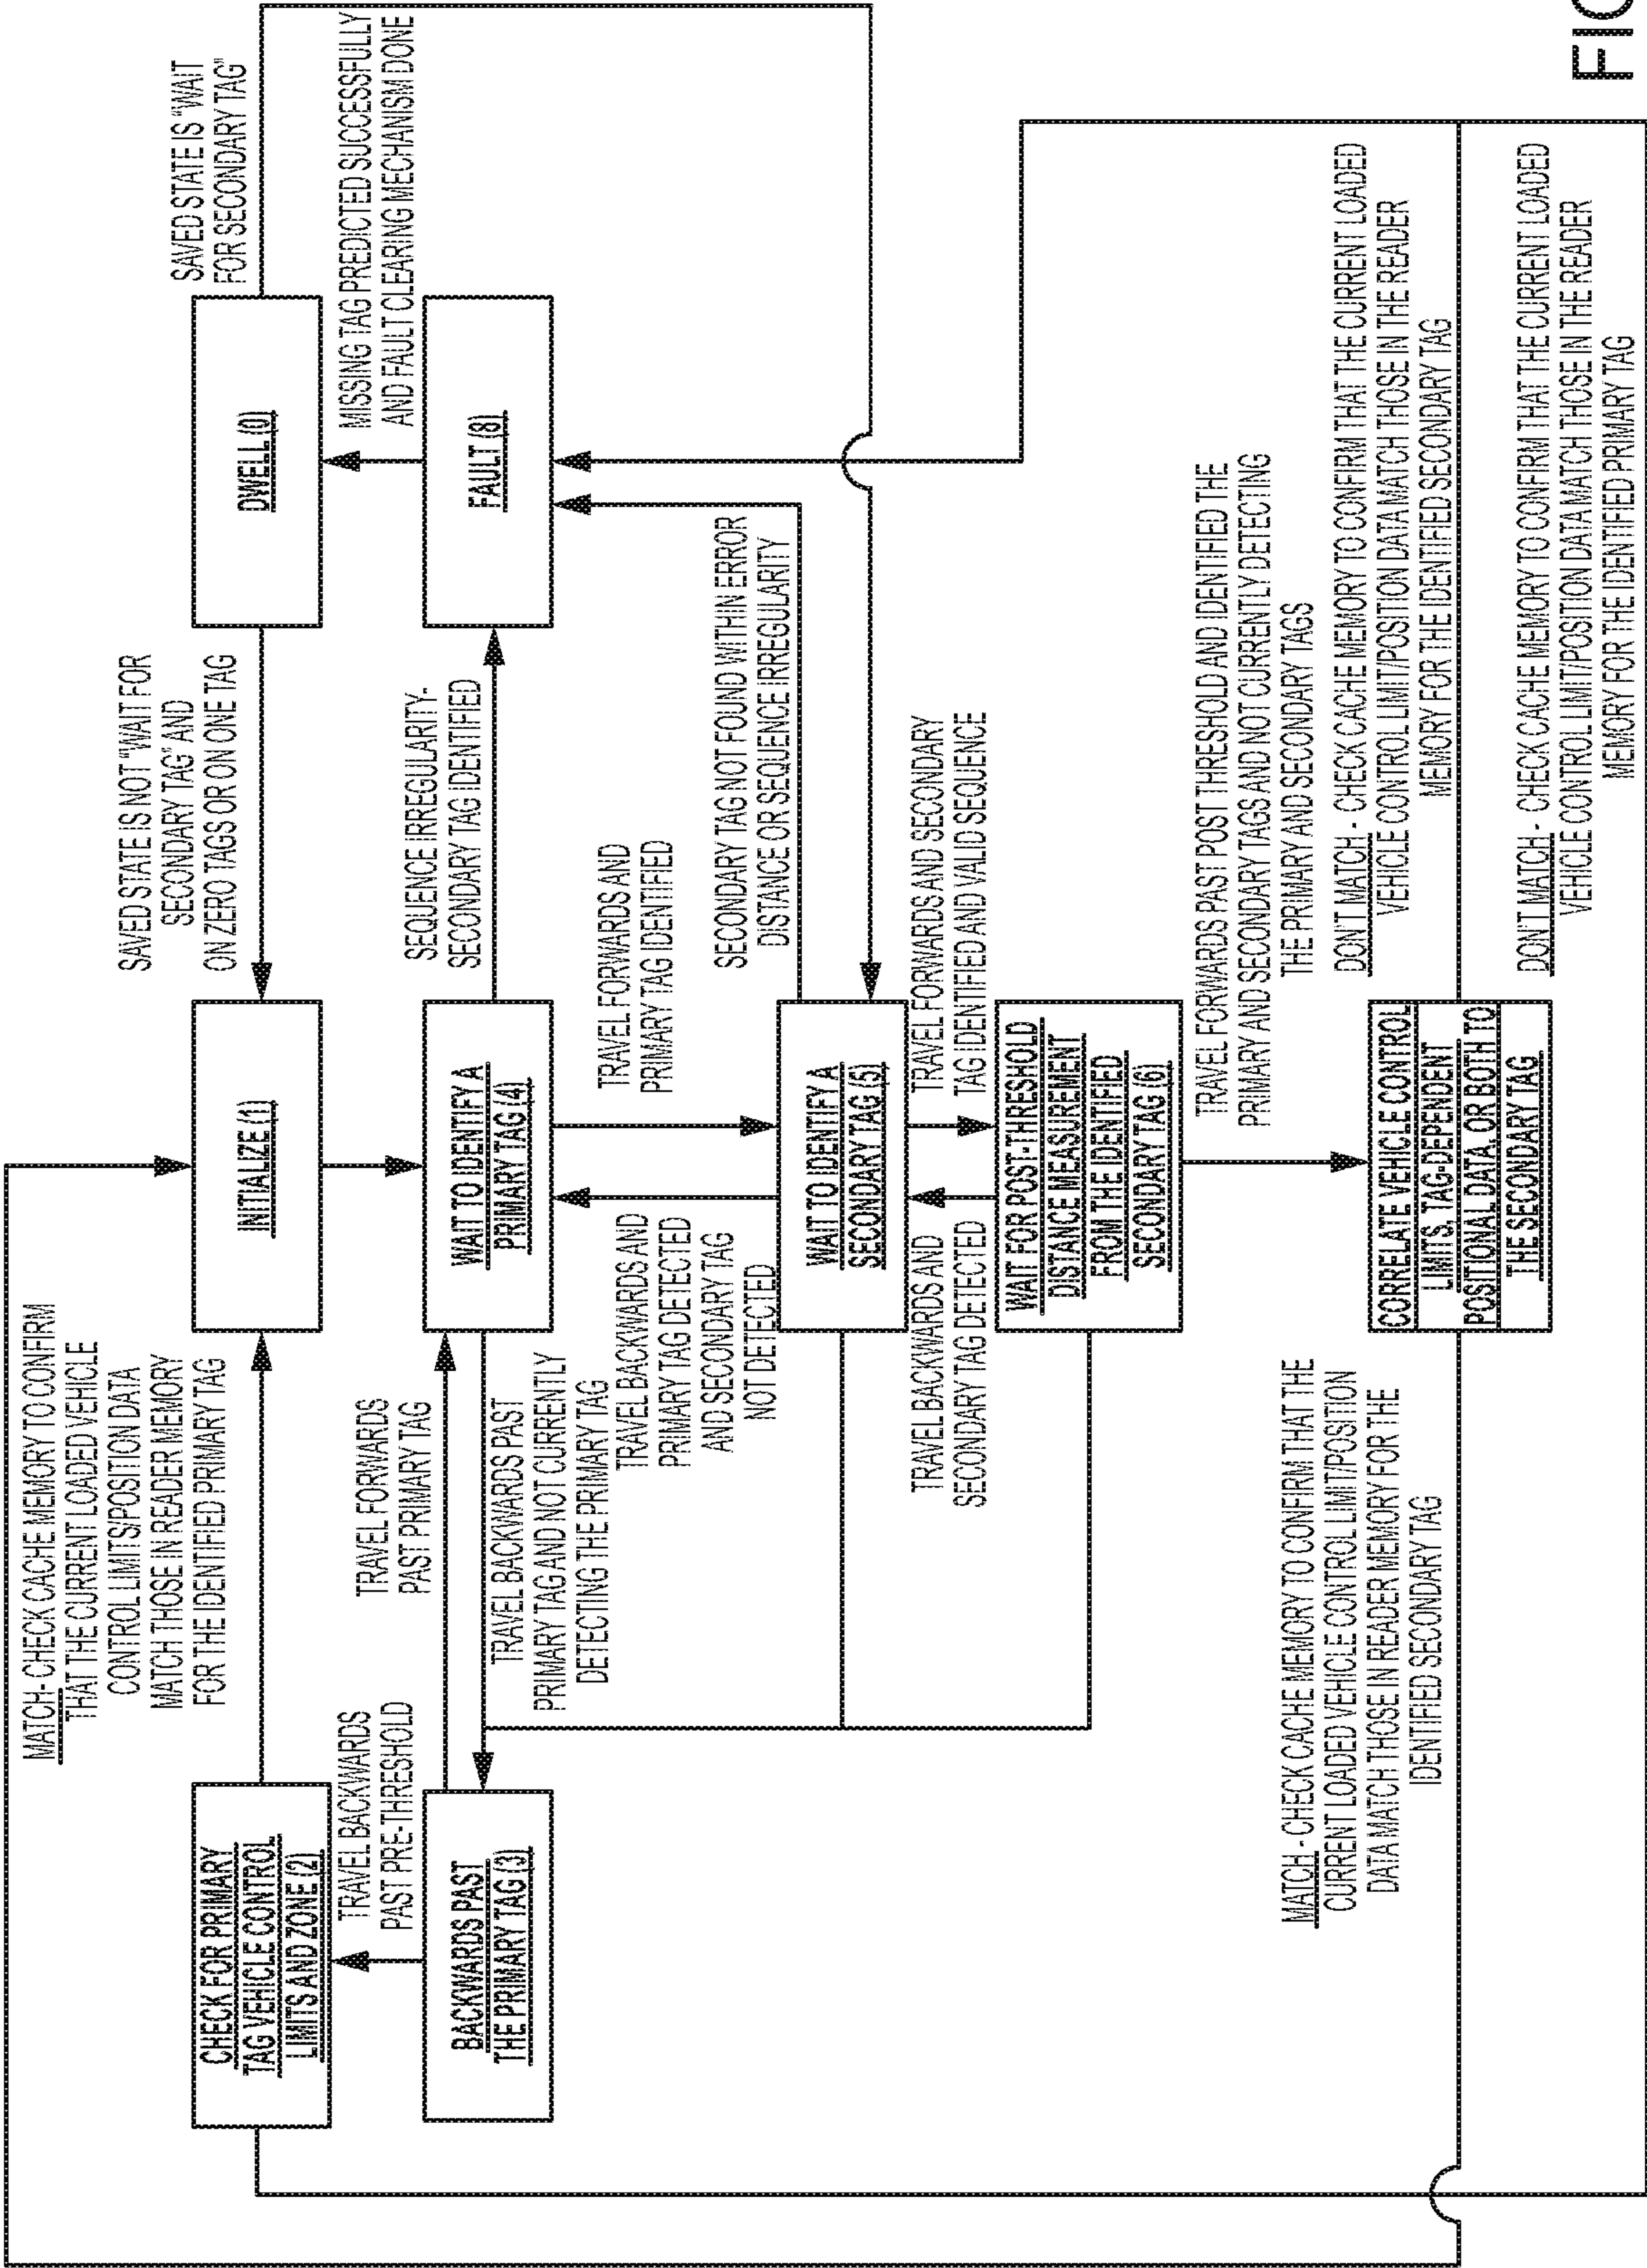 MATCH - CHECK CACHE MEMORY TO CONFIRM
THAT THE CURRENT LOADED VEHICLE
CONTROL LIMITS/POSITION DATA
MATCH THOSE IN READER MEMORY
FOR THE IDENTIFIED PRIMARY TAG
SAVED STATE IS NOT "WAIT FOR
SECONDARY TAG" AND
ON ZERO TAGS OR ON ONE TAG
SAVED STATE IS "WAIT
FOR SECONDARY TAG"
CHECK FOR PRIMARY
TAG VEHICLE CONTROL
LIMITS AND ZONE (2)
INITIALIZE (1)
DWELL (0)
TRAVEL BACKWARDS
PAST PRE-THRESHOLD
TRAVEL FORWARDS
PAST PRIMARY TAG
SEQUENCE IRREGULARITY-
SECONDARY TAG IDENTIFIED
MISSING TAG PREDICTED SUCCESSFULLY
AND FAULT CLEARING MECHANISM DONE
BACKWARDS PAST
THE PRIMARY TAG (3)
WAIT TO IDENTIFY A
PRIMARY TAG (4)
FAULT (8)
TRAVEL BACKWARDS PAST
PRIMARY TAG AND NOT CURRENTLY
DETECTING THE PRIMARY TAG
TRAVEL BACKWARDS AND
PRIMARY TAG DETECTED
AND SECONDARY TAG
NOT DETECTED
TRAVEL FORWARDS AND
PRIMARY TAG IDENTIFIED
SECONDARY TAG NOT FOUND WITHIN ERROR
DISTANCE OR SEQUENCE IRREGULARITY
WAIT TO IDENTIFY A
SECONDARY TAG (5)
TRAVEL BACKWARDS AND
SECONDARY TAG DETECTED
TRAVEL FORWARDS AND SECONDARY
TAG IDENTIFIED AND VALID SEQUENCE
WAIT FOR POST-THRESHOLD
DISTANCE MEASUREMENT
FROM THE IDENTIFIED
SECONDARY TAG (6)
TRAVEL FORWARDS PAST POST THRESHOLD AND IDENTIFIED THE
PRIMARY AND SECONDARY TAGS AND NOT CURRENTLY DETECTING
THE PRIMARY AND SECONDARY TAGS
MATCH - CHECK CACHE MEMORY TO CONFIRM THAT THE
CURRENT LOADED VEHICLE CONTROL LIMIT/POSITION
DATA MATCH THOSE IN READER MEMORY FOR THE
IDENTIFIED SECONDARY TAG
CORRELATE VEHICLE CONTROL
LIMITS, TAG-DEPENDENT
POSITIONAL DATA, OR BOTH TO
THE SECONDARY TAG
DON'T MATCH - CHECK CACHE MEMORY TO CONFIRM THAT THE CURRENT LOADED
VEHICLE CONTROL LIMIT/POSITION DATA MATCH THOSE IN THE READER
MEMORY FOR THE IDENTIFIED SECONDARY TAG
DON'T MATCH - CHECK CACHE MEMORY TO CONFIRM THAT THE CURRENT LOADED
VEHICLE CONTROL LIMIT/POSITION DATA MATCH THOSE IN THE READER
MEMORY FOR THE IDENTIFIED PRIMARY TAG